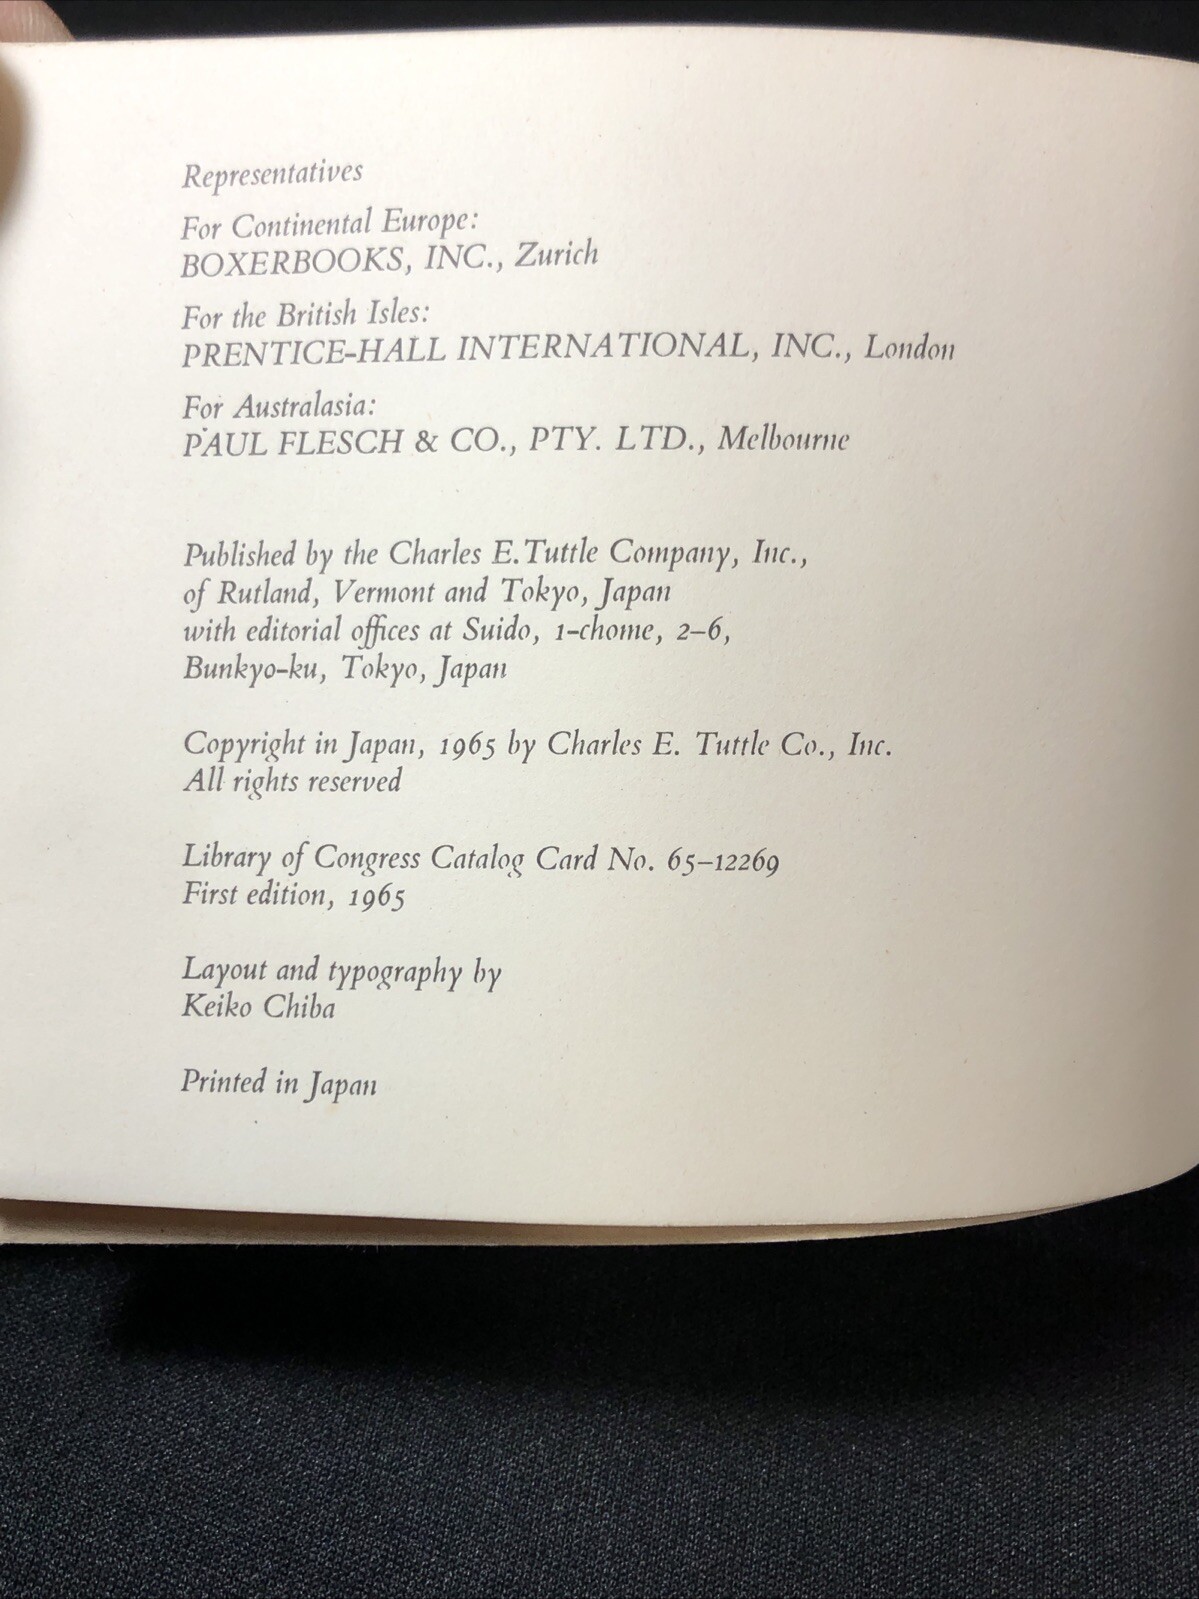 Representatives
For Continental Europe:
BOXERBOOKS, INC., Zurich
For the British Isles:
PRENTICE-HALL INTERNATIONAL, INC., London
For Australasia:
PAUL FLESCH & CO., PTY. LTD., Melbourne
Published by the Charles E. Tuttle Company, Inc.,
of Rutland, Vermont and Tokyo, Japan
with editorial offices at Suido, 1-chome, 2–6,
Bunkyo-ku, Tokyo, Japan
Copyright in Japan, 1965 by Charles E. Tuttle Co., Inc.
All rights reserved
Library of Congress Catalog Card No. 65–12269
First edition, 1965
Layout and typography by
Keiko Chiba
Printed in Japan